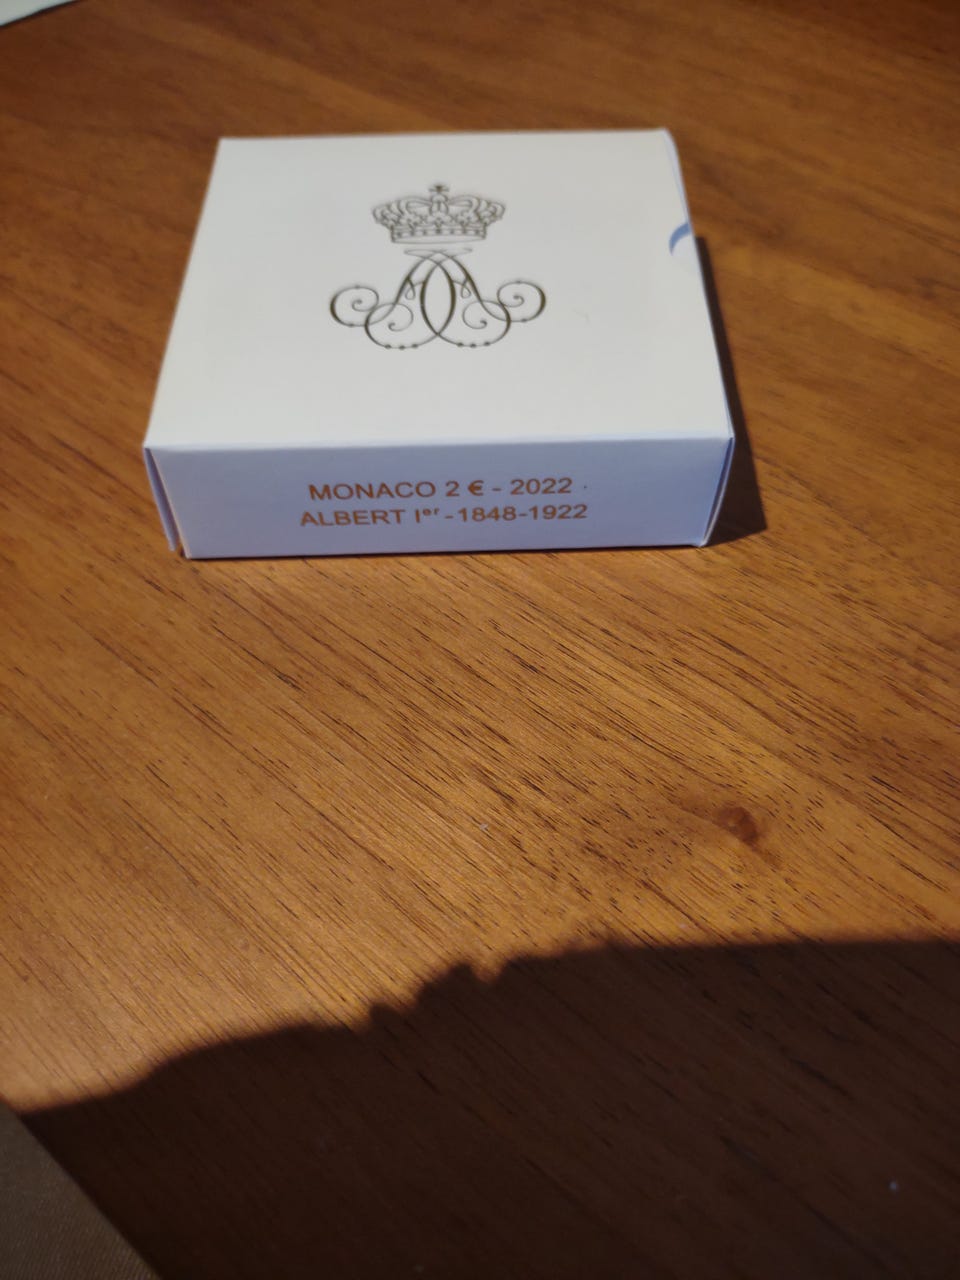 MONACO 2 € - 2022
ALBERT Iᵉʳ - 1848-1922